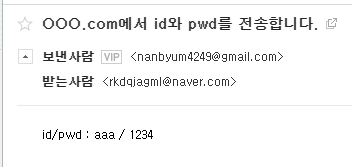 OOO.com에서 id와 pwd를 전송합니다.
보낸사람 VIP <nanbyum4249@gmail.com>
받는사람 <rkdqjagml@naver.com>
id/pwd : aaa / 1234